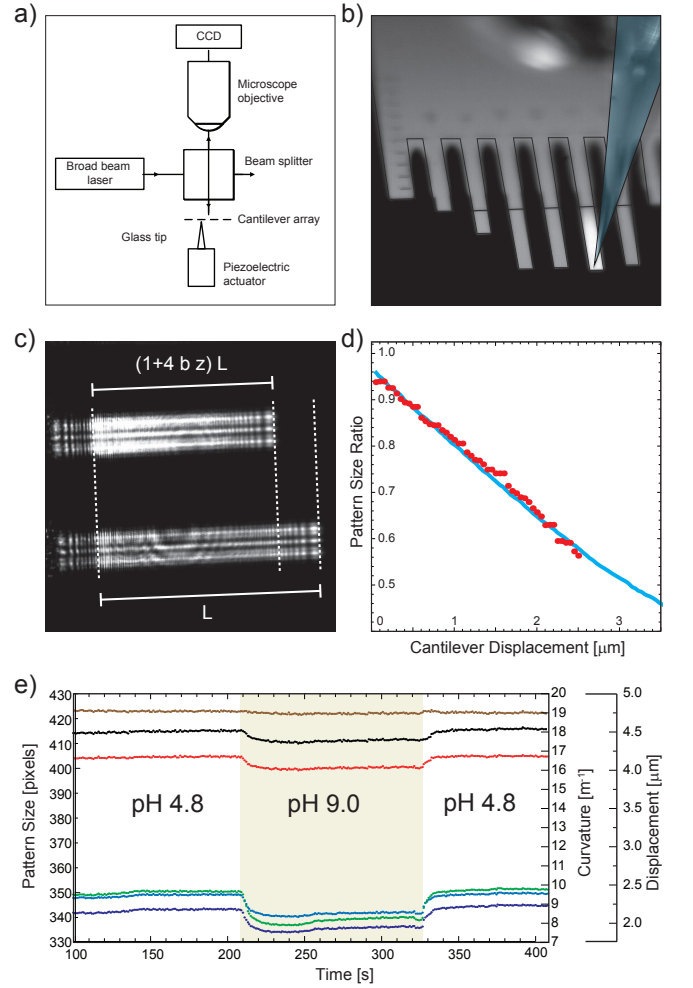 a)
CCD
Microscope
objective
Broad beam
laser
Beam splitter
Cantilever array
Glass tip
Piezoelectric
actuator
b)
c)
(1+4 b z) L
L
d)
Pattern Size Ratio
1.0
0.9
0.8
0.7
0.6
0.5
0 1 2 3
Cantilever Displacement [μm]
e)
Pattern Size [pixels]
430
420
410
400
390
380
370
360
350
340
330
pH 4.8 pH 9.0 pH 4.8
100 150 200 250 300 350 400
Time [s]
20
19
18
17
16
15
14
13
12
11
10
9
8
7
Curvature [m⁻¹]
5.0
4.5
4.0
3.5
3.0
2.5
2.0
Displacement [μm]